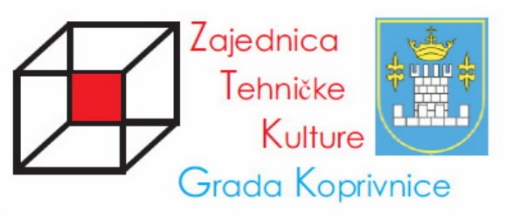 Zajednica
Tehničke
Kulture
Grada Koprivnice